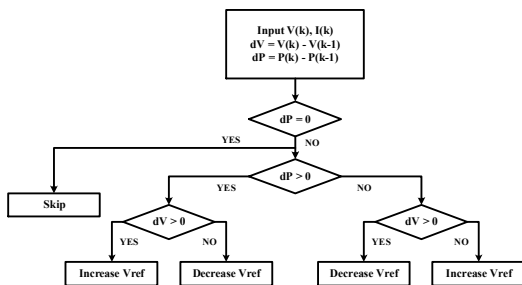 Input V(k), I(k)
dV = V(k) - V(k-1)
dP = P(k) - P(k-1)
dP = 0
YES
NO
dP > 0
YES
NO
Skip
dV > 0
dV > 0
YES
NO
YES
NO
Increase Vref
Decrease Vref
Decrease Vref
Increase Vref